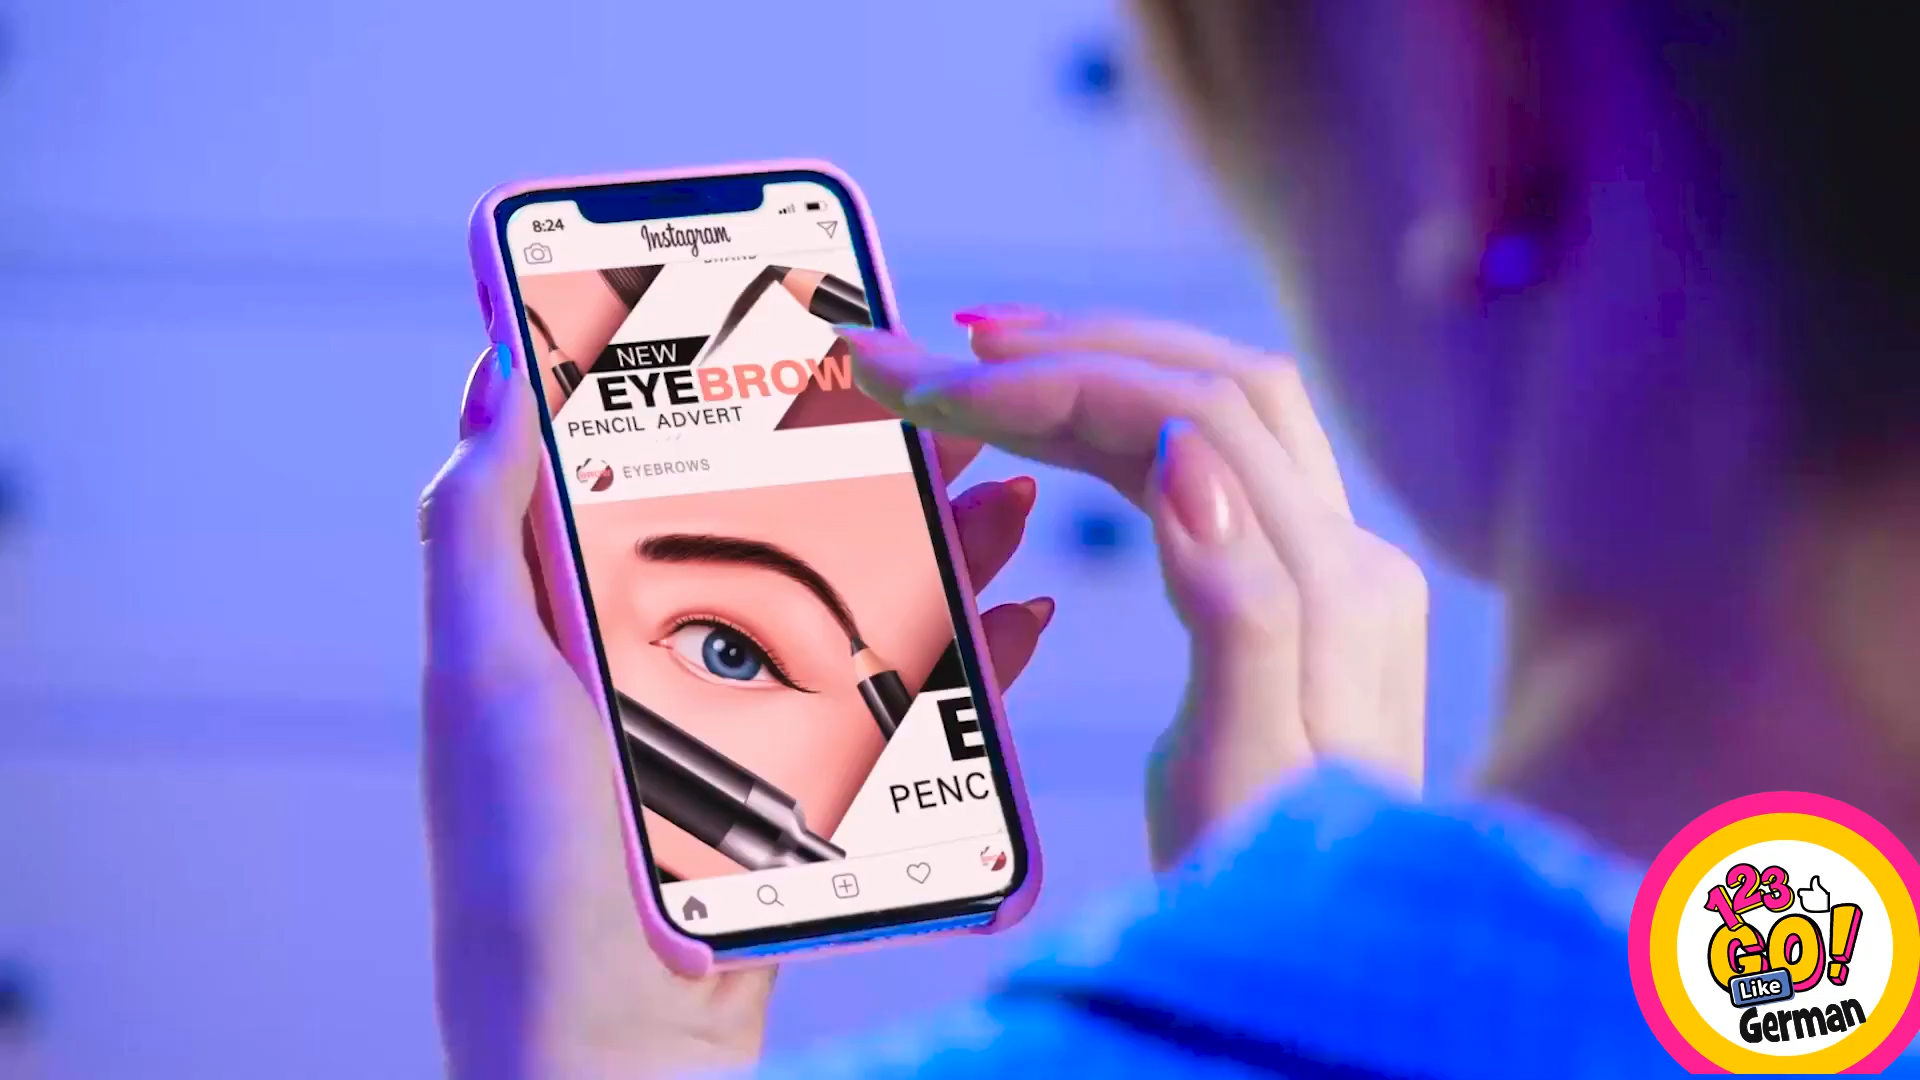 8:24
Instagram
NEW
EYEBROW
PENCIL ADVERT
EYEBROWS
E
PENC
123
GO!
Like
German